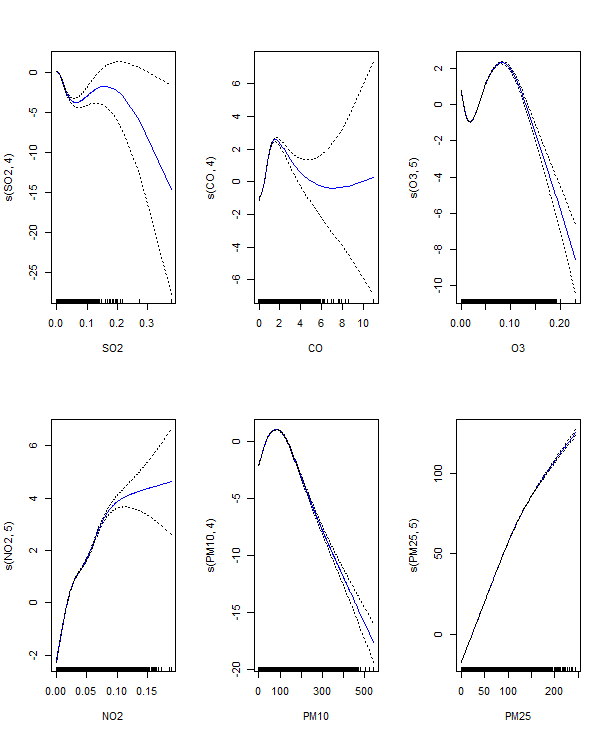 s(SO2, 4)
0
-5
-10
-15
-20
-25
0.0 0.1 0.2 0.3
SO2
s(CO, 4)
6
4
2
0
-2
-4
-6
0 2 4 6 8 10
CO
s(O3, 5)
2
0
-2
-4
-6
-8
-10
0.00 0.10 0.20
O3
s(NO2, 5)
6
4
2
0
-2
0.00 0.05 0.10 0.15
NO2
s(PM10, 4)
0
-5
-10
-15
-20
0 100 300 500
PM10
s(PM25, 5)
100
50
0
0 50 100 200
PM25